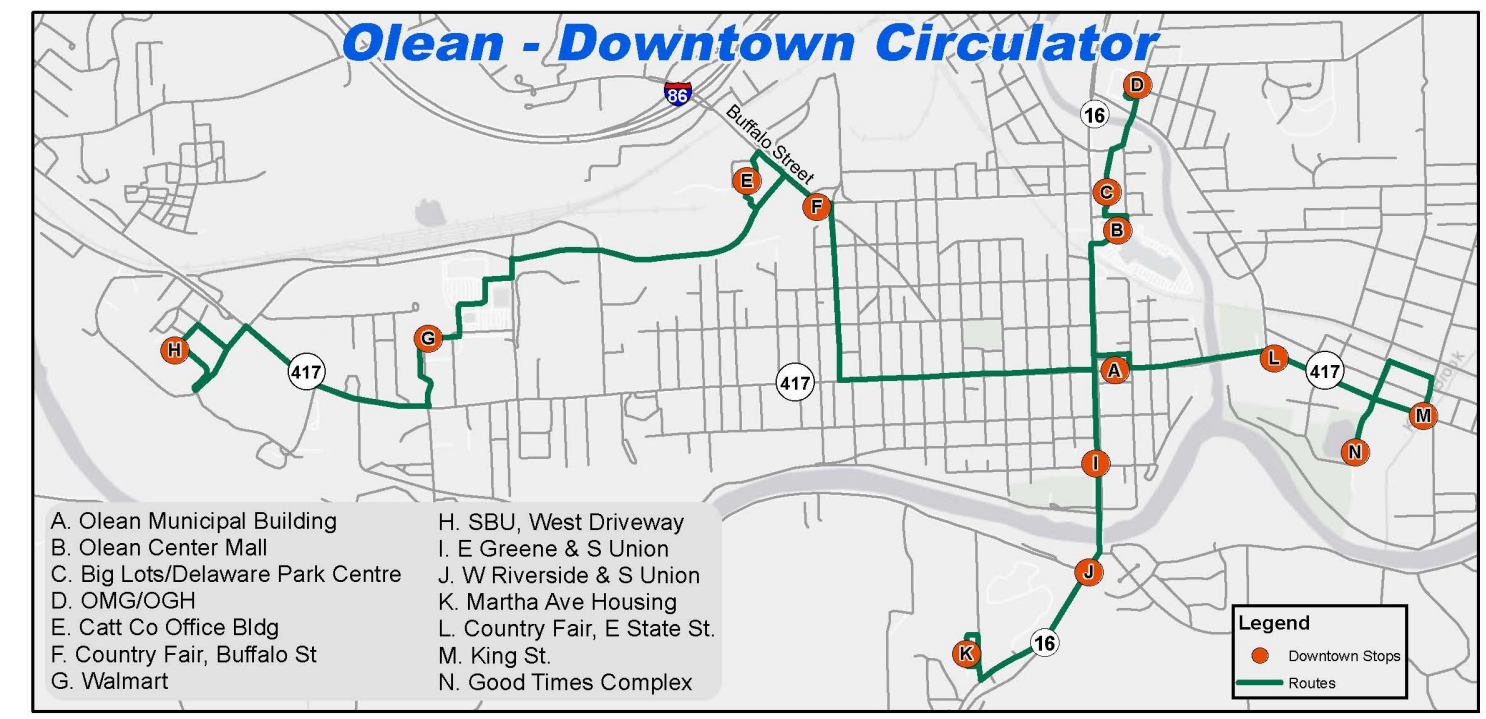 Olean - Downtown Circulator
86
Buffalo Street
16
D
E
C
F
B
G
H
417
417
A
L
417
M
N
I
J
K
16
A. Olean Municipal Building
B. Olean Center Mall
C. Big Lots/Delaware Park Centre
D. OMG/OGH
E. Catt Co Office Bldg
F. Country Fair, Buffalo St
G. Walmart
H. SBU, West Driveway
I. E Greene & S Union
J. W Riverside & S Union
K. Martha Ave Housing
L. Country Fair, E State St.
M. King St.
N. Good Times Complex
Legend
Downtown Stops
Routes